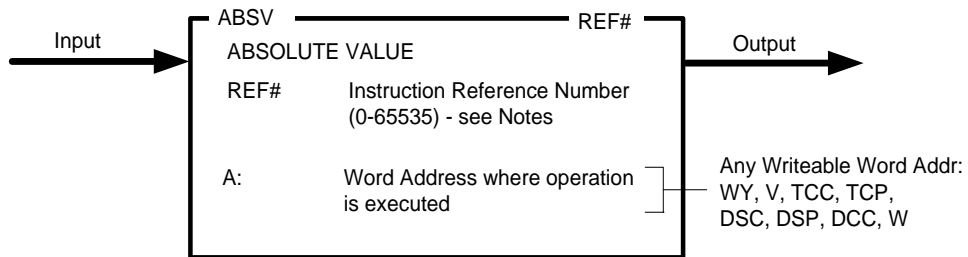 ABSV REF#
Input
ABSOLUTE VALUE
Output
REF# Instruction Reference Number
(0-65535) - see Notes
A: Word Address where operation
is executed
Any Writeable Word Addr:
WY, V, TCC, TCP,
DSC, DSP, DCC, W